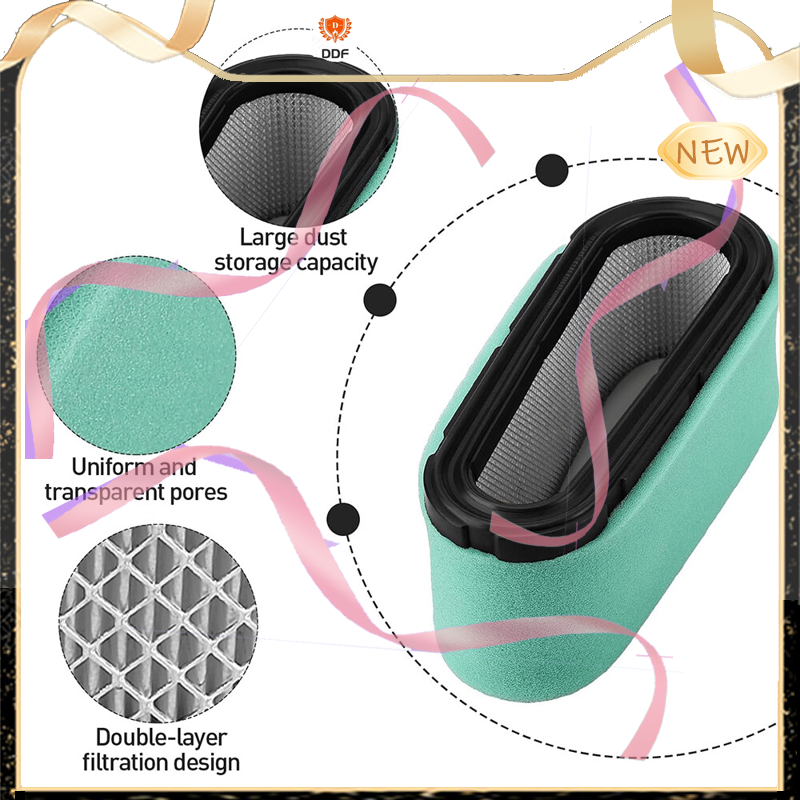 DDF
NEW
Large dust
storage capacity
Uniform and
transparent pores
Double-layer
filtration design